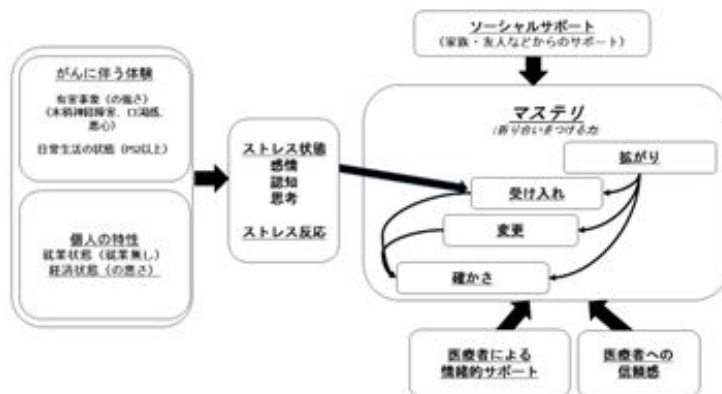 ソーシャルサポート
（家族・友人などからのサポート）
がんに伴う体験
有害事象（の強さ）
（末梢神経障害、口渇感、
悪心）
日常生活の状態（PS2以上）
個人の特性
就業状態（就業無し）
経済状態（の悪さ）
ストレス状態
感情
認知
思考
ストレス反応
マステリ
（折り合いをつける力
拡がり
受け入れ
変更
確かさ
医療者による
情緒的サポート
医療者への
信頼感